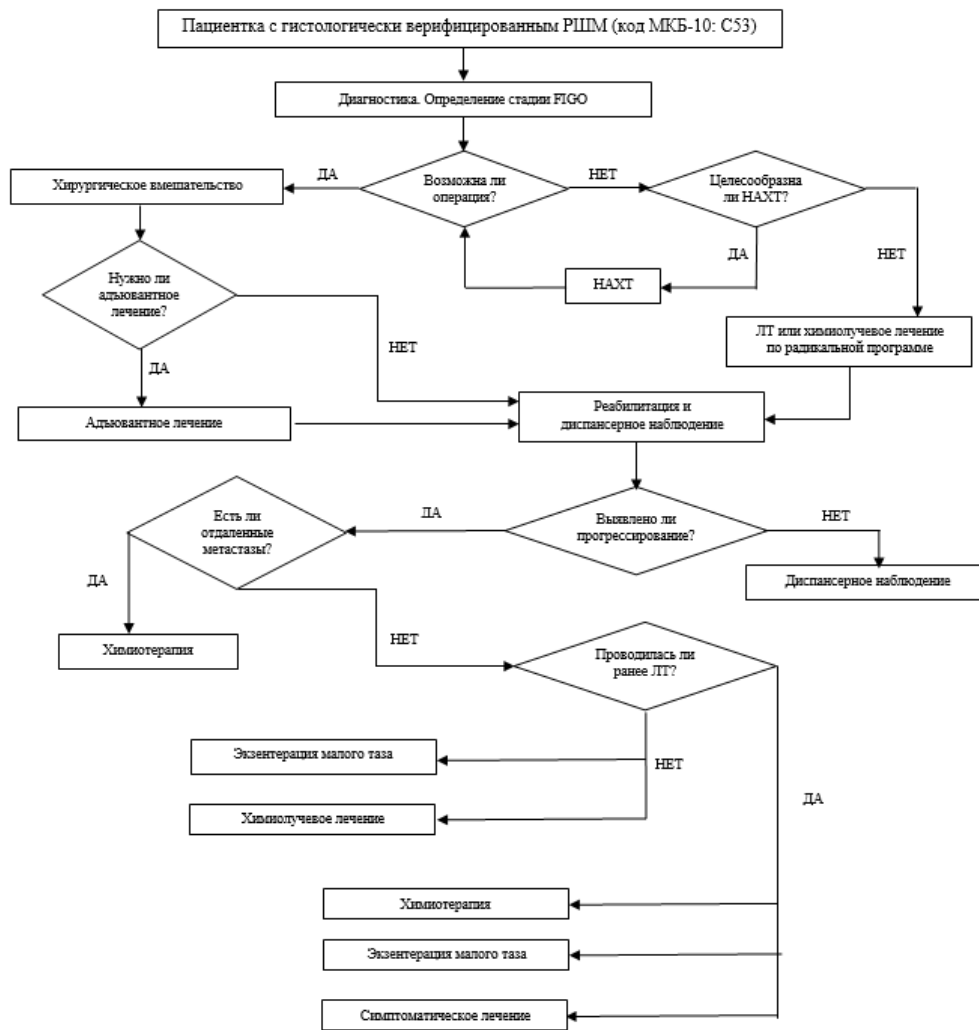 Пациентка с гистологически верифицированным РШМ (код МКБ-10: С53)
Диагностика. Определение стадии FIGO
Хирургическое вмешательство
ДА
Возможна ли
операция?
НЕТ
Целесообразна
ли НАХТ?
ДА
НЕТ
НАХТ
Нужно ли
адъювантное
лечение?
НЕТ
ДА
ЛТ или химиолучевое лечение
по радикальной программе
Адъювантное лечение
Реабилитация и
диспансерное наблюдение
Есть ли
отдаленные
метастазы?
ДА
Выявлено ли
прогрессирование?
НЕТ
ДА
Диспансерное наблюдение
Химиотерапия
НЕТ
Проводилась ли
ранее ЛТ?
Экзентерация малого таза
НЕТ
ДА
Химиолучевое лечение
Химиотерапия
Экзентерация малого таза
Симптоматическое лечение